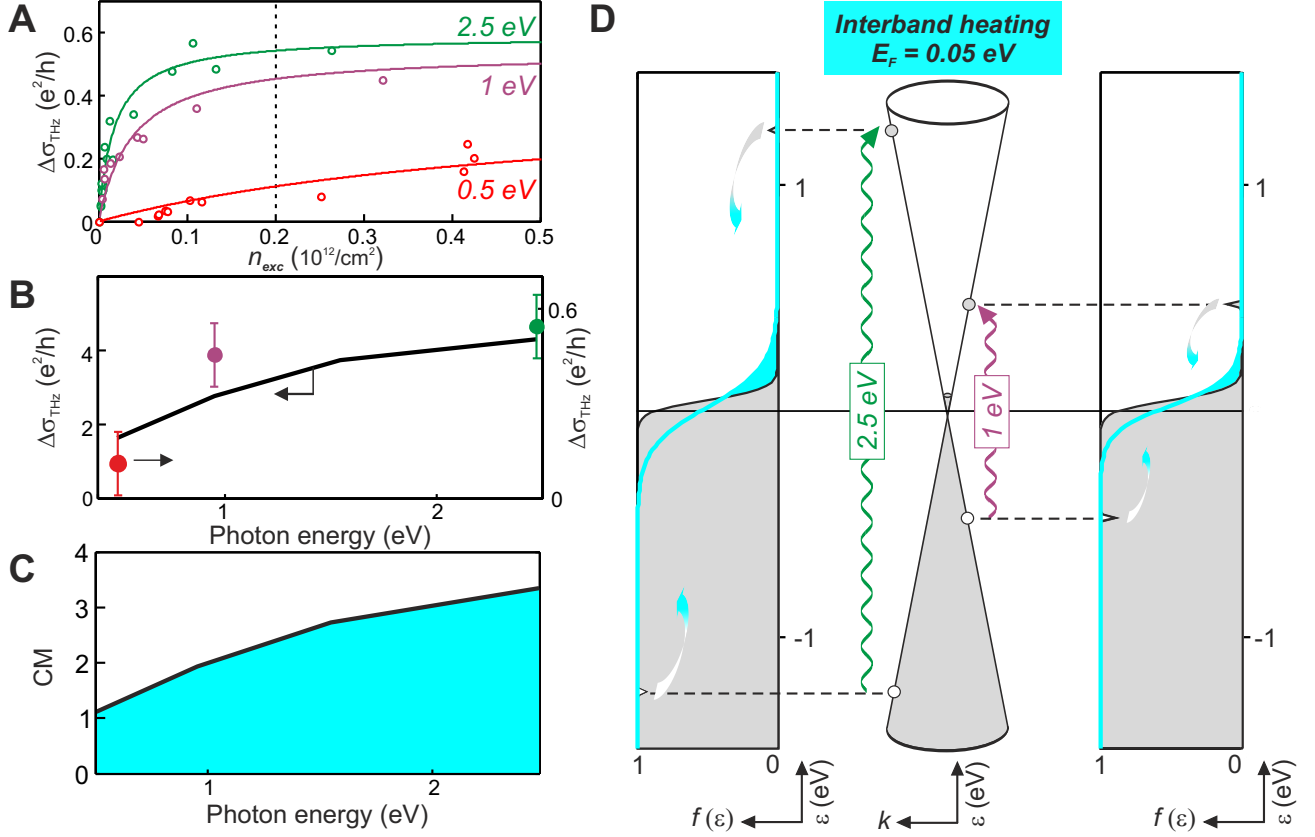 A
0.6
0.4
0.2
0
Δσ_THz (e²/h)
2.5 eV
1 eV
0.5 eV
0 0.1 0.2 0.3 0.4 0.5
n_exc (10¹²/cm²)
B
4
2
0
Δσ_THz (e²/h)
0.6
0
Δσ_THz (e²/h)
1 2
Photon energy (eV)
C
4
3
2
1
0
CM
1 2
Photon energy (eV)
D
Interband heating
E_F = 0.05 eV
1
-1
2.5 eV
1 eV
1
-1
1 0
f (ε)
ε (eV)
k
ε (eV)
1 0
f (ε)
ε (eV)